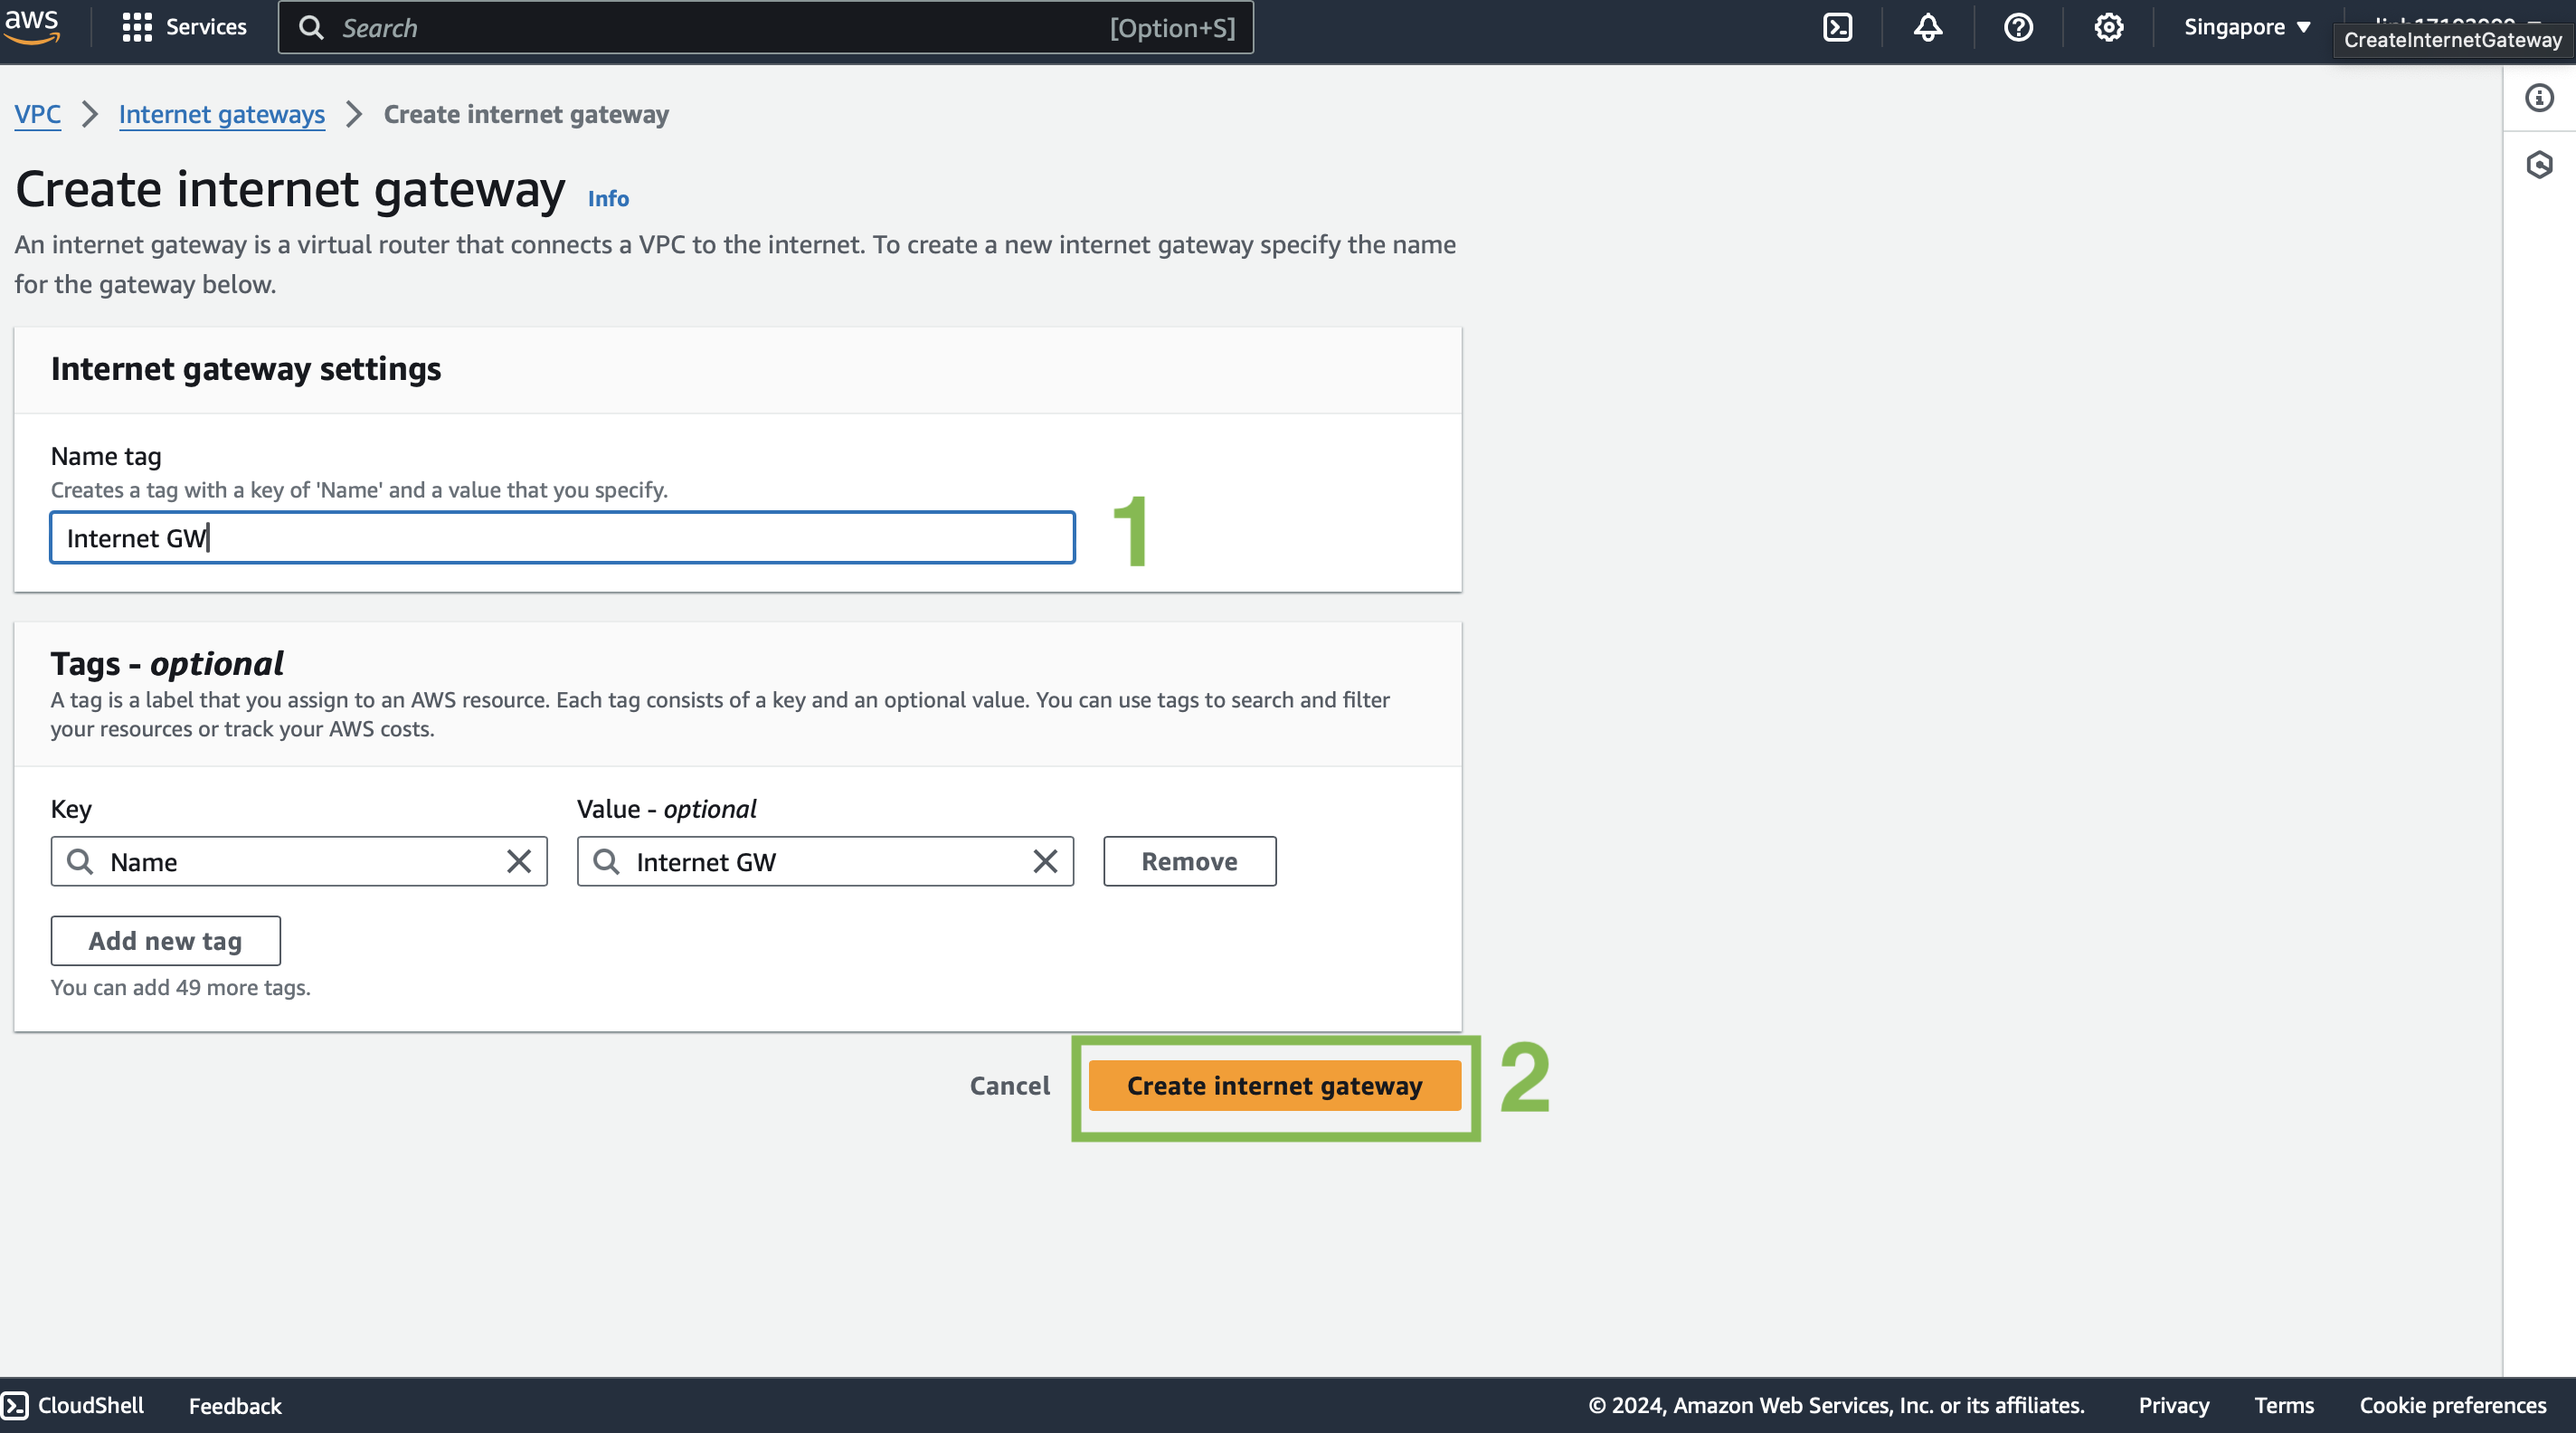 aws
Services
Search
[Option+S]
Singapore
CreateInternetGateway
VPC
Internet gateways
Create internet gateway
Create internet gateway
Info
An internet gateway is a virtual router that connects a VPC to the internet. To create a new internet gateway specify the name
for the gateway below.
Internet gateway settings
Name tag
Creates a tag with a key of 'Name' and a value that you specify.
Internet GW
1
Tags - optional
A tag is a label that you assign to an AWS resource. Each tag consists of a key and an optional value. You can use tags to search and filter
your resources or track your AWS costs.
Key
Value - optional
Name
Internet GW
Remove
Add new tag
You can add 49 more tags.
Cancel
Create internet gateway
2
CloudShell
Feedback
© 2024, Amazon Web Services, Inc. or its affiliates.
Privacy
Terms
Cookie preferences